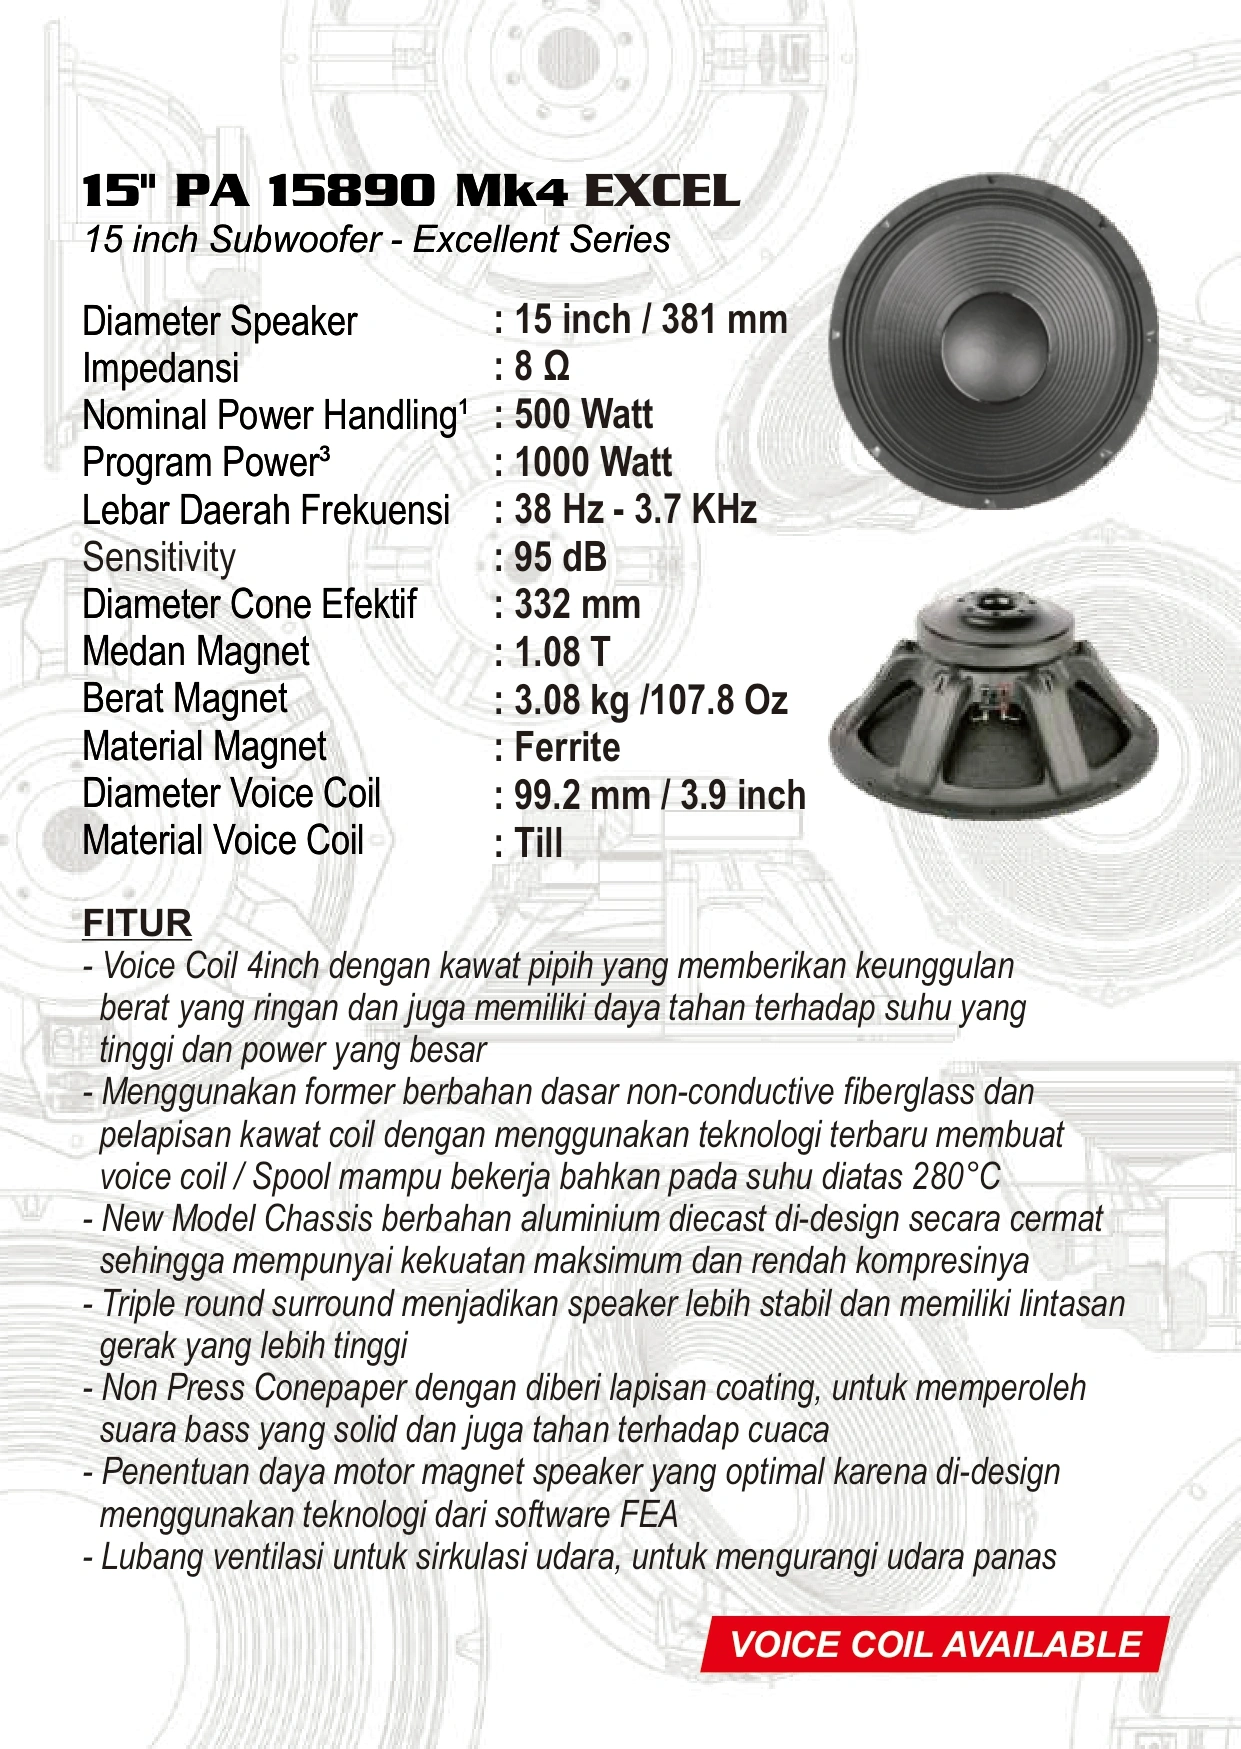 15" PA 15890 Mk4 EXCEL
15 inch Subwoofer - Excellent Series
Diameter Speaker : 15 inch / 381 mm
Impedansi : 8 Ω
Nominal Power Handling¹ : 500 Watt
Program Power³ : 1000 Watt
Lebar Daerah Frekuensi : 38 Hz - 3.7 KHz
Sensitivity : 95 dB
Diameter Cone Efektif : 332 mm
Medan Magnet : 1.08 T
Berat Magnet : 3.08 kg /107.8 Oz
Material Magnet : Ferrite
Diameter Voice Coil : 99.2 mm / 3.9 inch
Material Voice Coil : Till
FITUR
- Voice Coil 4inch dengan kawat pipih yang memberikan keunggulan
berat yang ringan dan juga memiliki daya tahan terhadap suhu yang
tinggi dan power yang besar
- Menggunakan former berbahan dasar non-conductive fiberglass dan
pelapisan kawat coil dengan menggunakan teknologi terbaru membuat
voice coil / Spool mampu bekerja bahkan pada suhu diatas 280°C
- New Model Chassis berbahan aluminium diecast di-design secara cermat
sehingga mempunyai kekuatan maksimum dan rendah kompresinya
- Triple round surround menjadikan speaker lebih stabil dan memiliki lintasan
gerak yang lebih tinggi
- Non Press Conepaper dengan diberi lapisan coating, untuk memperoleh
suara bass yang solid dan juga tahan terhadap cuaca
- Penentuan daya motor magnet speaker yang optimal karena di-design
menggunakan teknologi dari software FEA
- Lubang ventilasi untuk sirkulasi udara, untuk mengurangi udara panas
VOICE COIL AVAILABLE